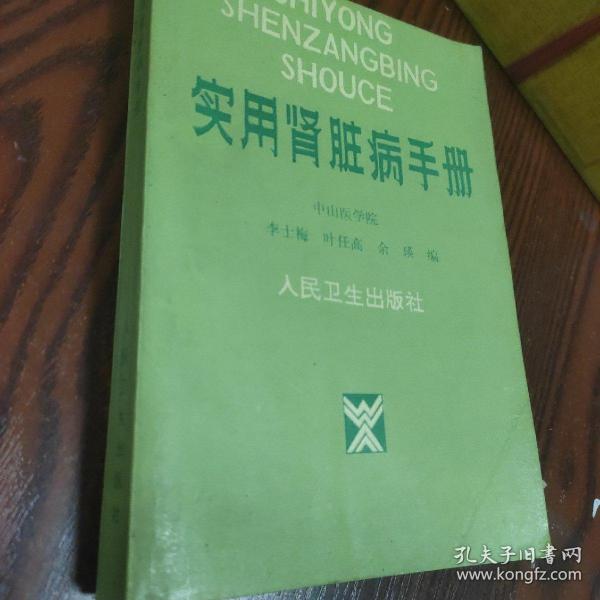 SHIYONG
SHENZANGBING
SHOUCE
实用肾脏病手册
中山医学院
李士梅 叶任高 余瑛 编
人民卫生出版社
孔夫子旧书网
www.kongfz.com